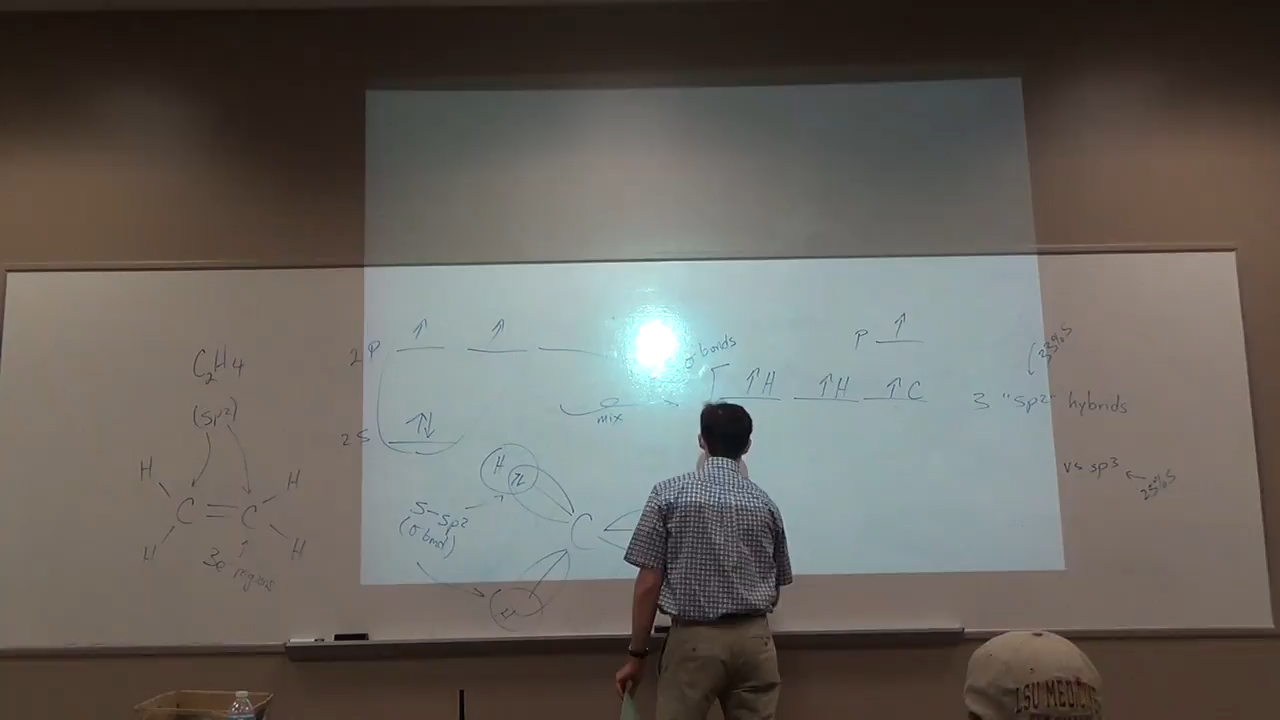 C2H4
(sp²)
H
H
C = C
H
H
3e⁻ regions
2p ↑ ↑
2s ↑↓
mix
σ bonds
↑H ↑H ↑C
p ↑
33% S
3 "sp²" hybrids
vs sp³
25% S
H ↑↓
S-sp²
(σ bond)
C
LSU MEDICINE